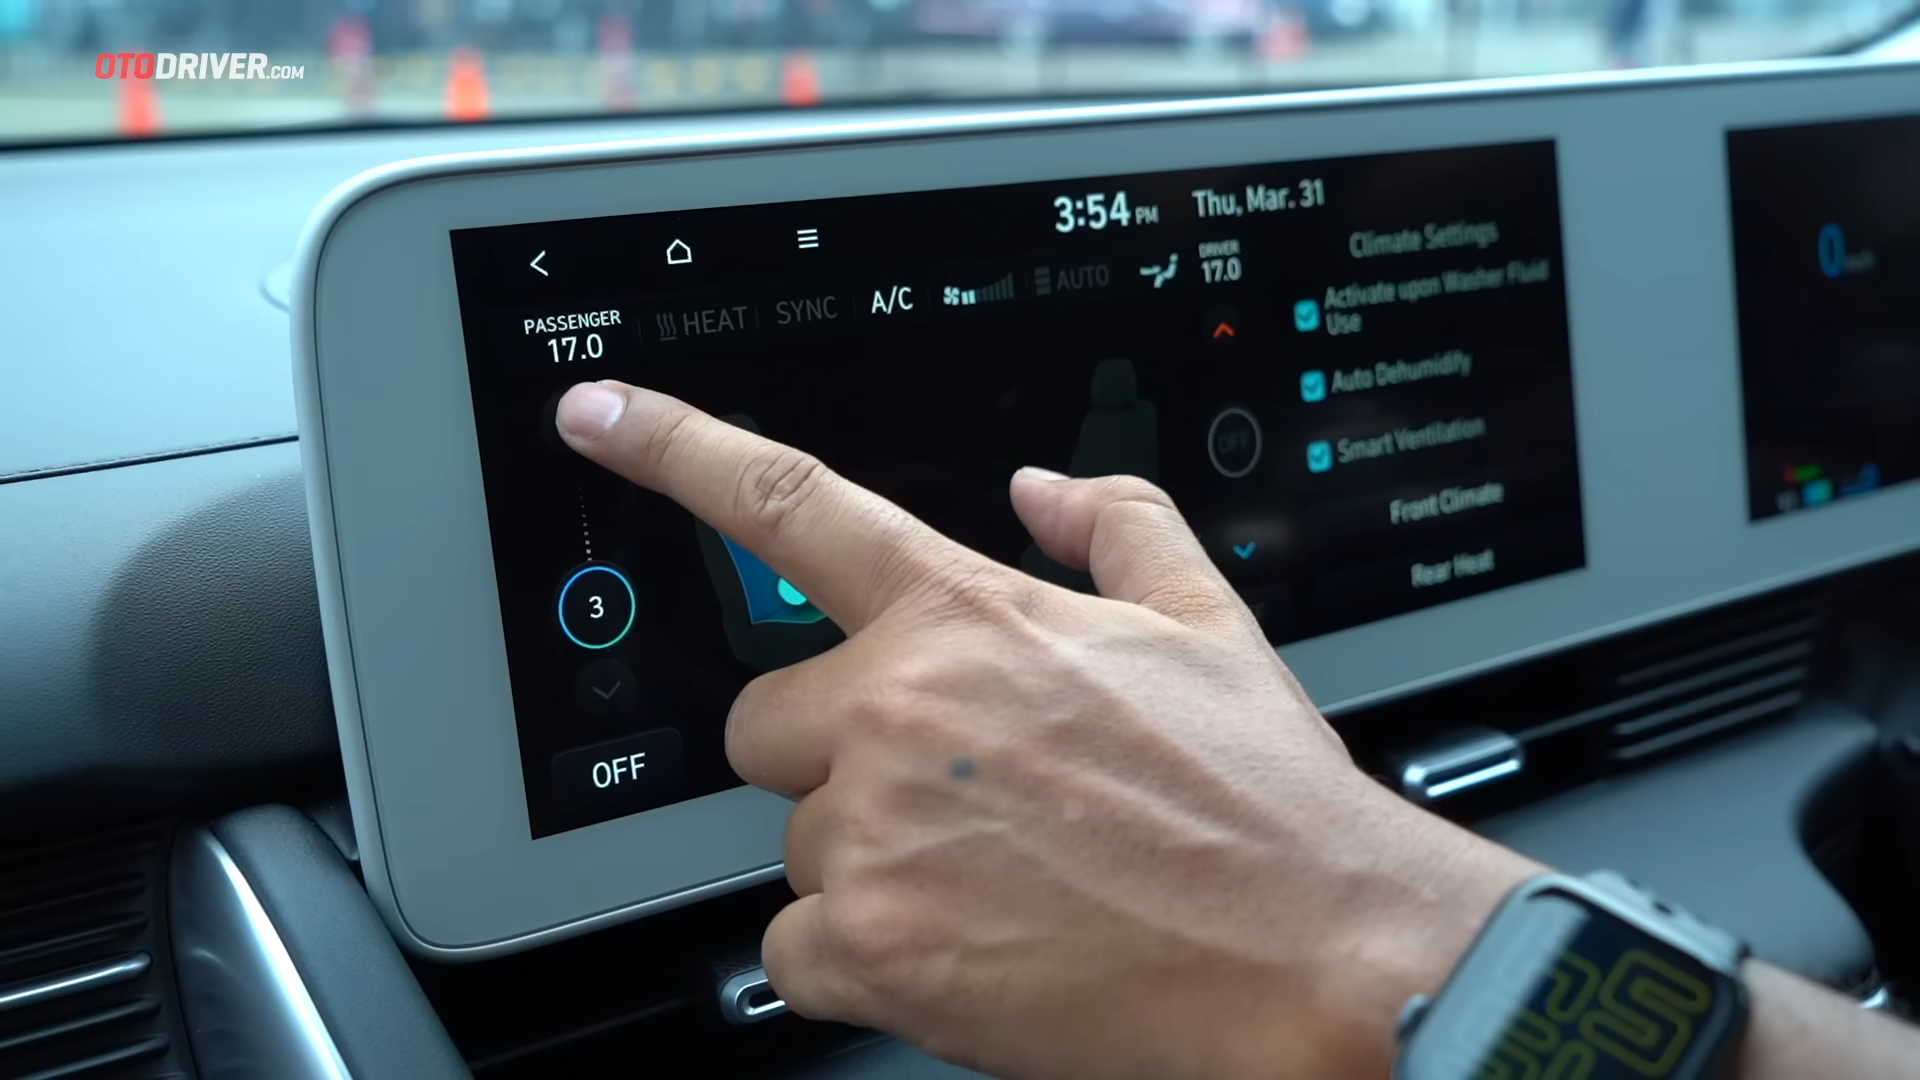 OTODRIVER.COM
3:54 PM Thu, Mar. 31
PASSENGER
17.0
HEAT
SYNC
A/C
AUTO
DRIVER
17.0
Climate Settings
Activate upon Washer Fluid
Use
Auto Dehumidify
OFF
Smart Ventilation
Front Climate
Rear Heat
3
OFF
0